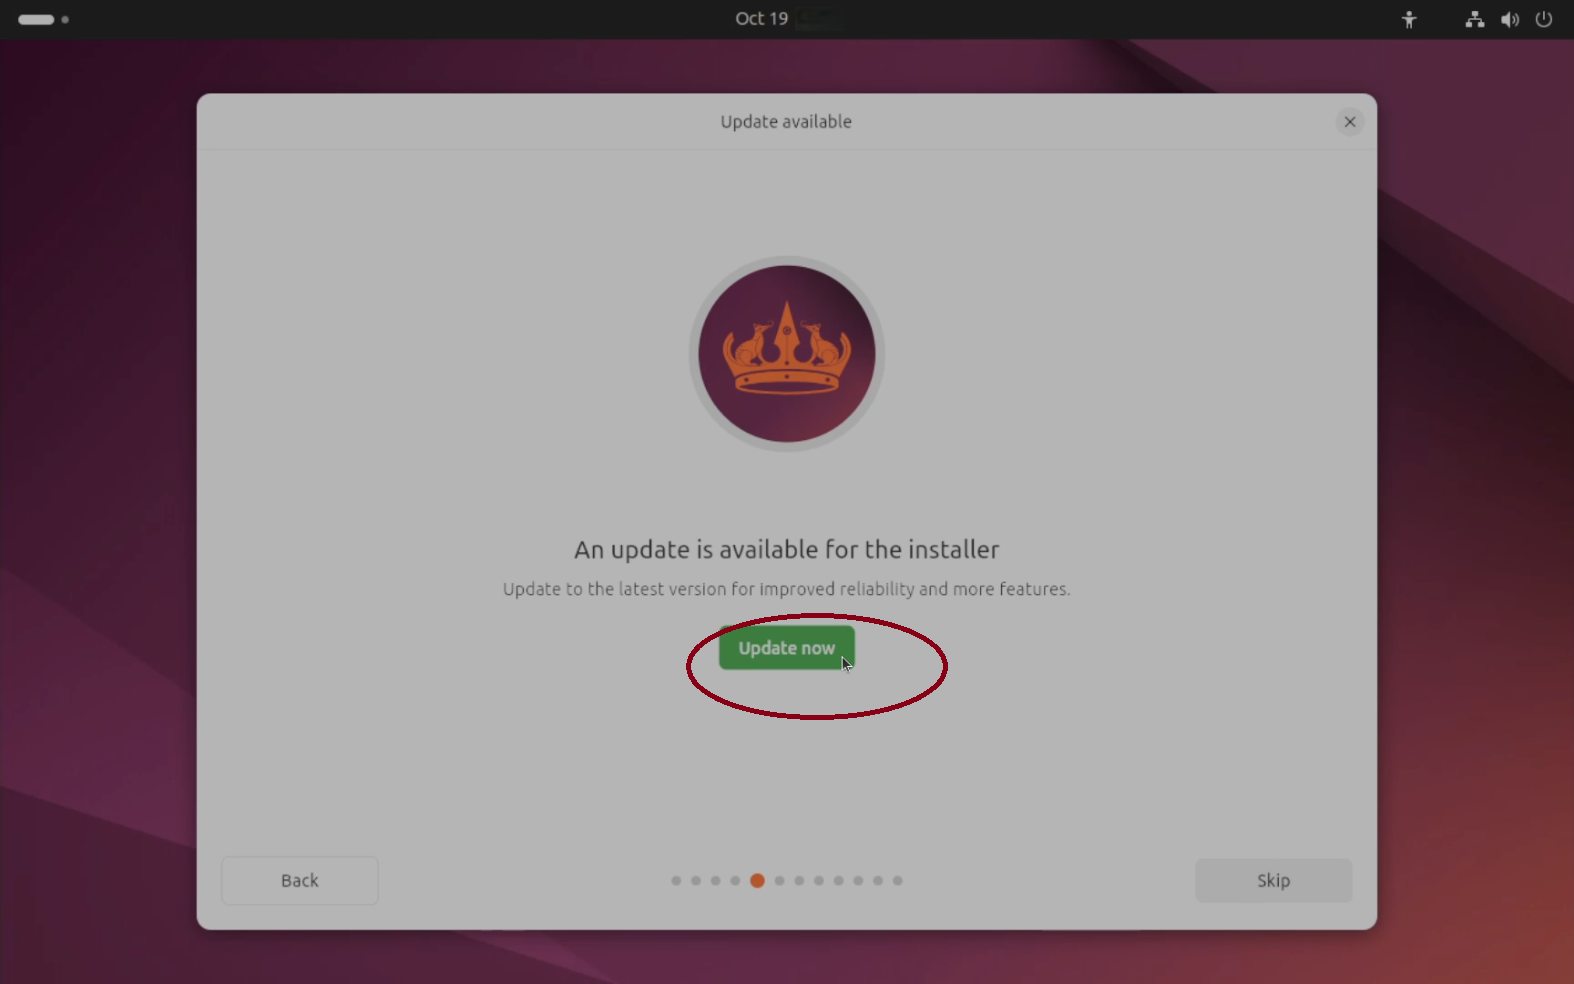 Oct 19
Update available
An update is available for the installer
Update to the latest version for improved reliability and more features.
Update now
Back
Skip